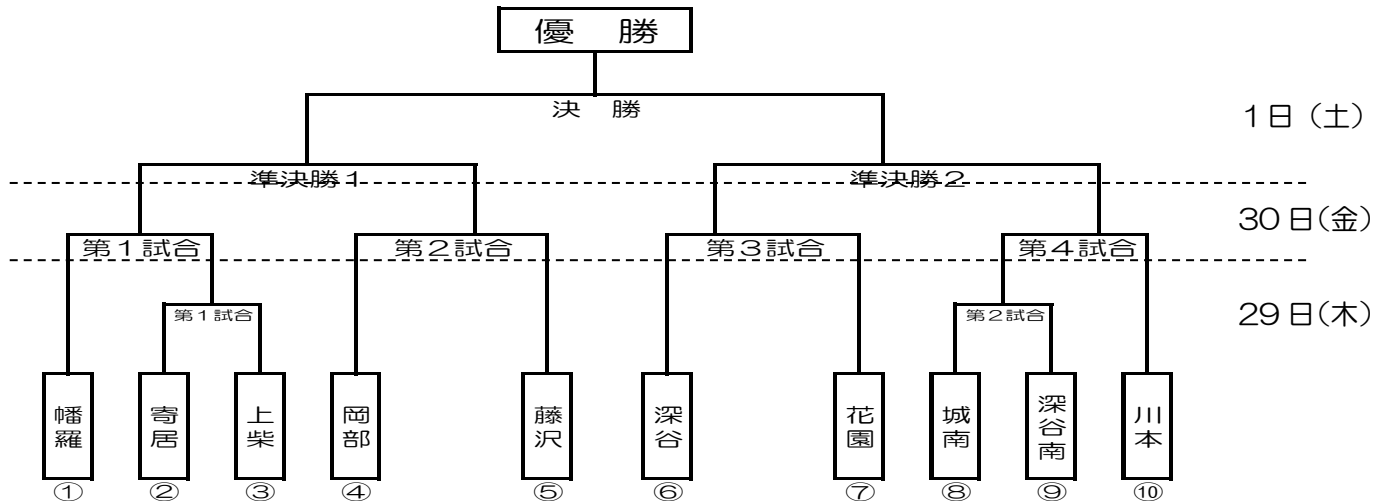 優　勝
決　勝
1日（土）
準決勝1
準決勝2
30日(金)
第1試合
第2試合
第3試合
第4試合
第1試合
第2試合
29日(木)
幡羅
寄居
上柴
岡部
藤沢
深谷
花園
城南
深谷南
川本
①
②
③
④
⑤
⑥
⑦
⑧
⑨
⑩